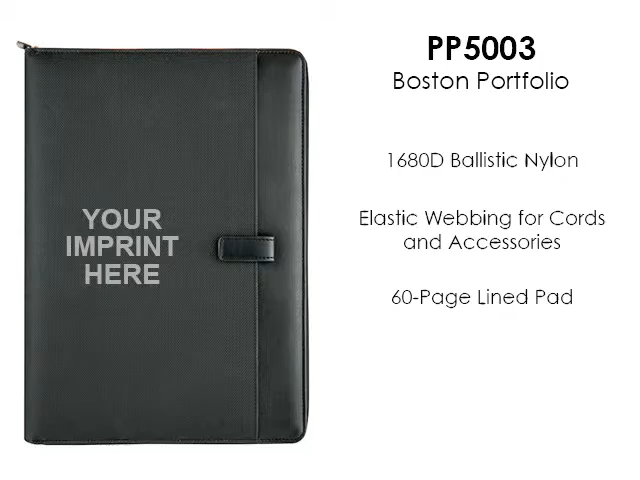 PP5003
Boston Portfolio
1680D Ballistic Nylon
Elastic Webbing for Cords
and Accessories
60-Page Lined Pad
YOUR
IMPRINT
HERE